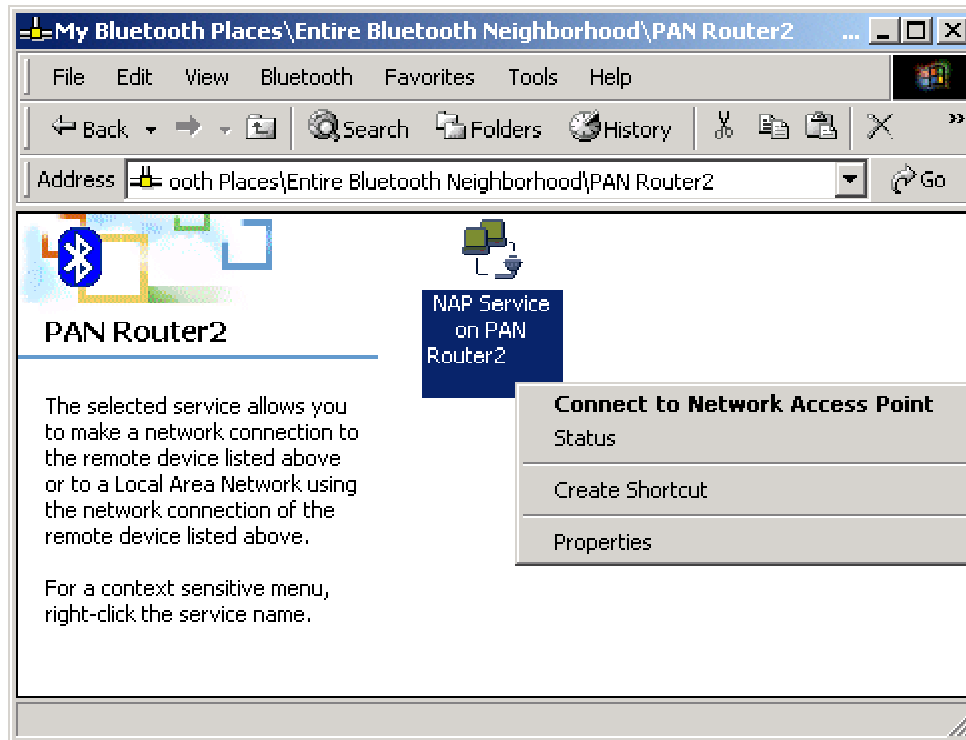 My Bluetooth Places\Entire Bluetooth Neighborhood\PAN Router2 ...
File Edit View Bluetooth Favorites Tools Help
Back Search Folders History »
Address ooth Places\Entire Bluetooth Neighborhood\PAN Router2 Go
PAN Router2
The selected service allows you
to make a network connection to
the remote device listed above
or to a Local Area Network using
the network connection of the
remote device listed above.
For a context sensitive menu,
right-click the service name.
NAP Service
on PAN
Router2
Connect to Network Access Point
Status
Create Shortcut
Properties